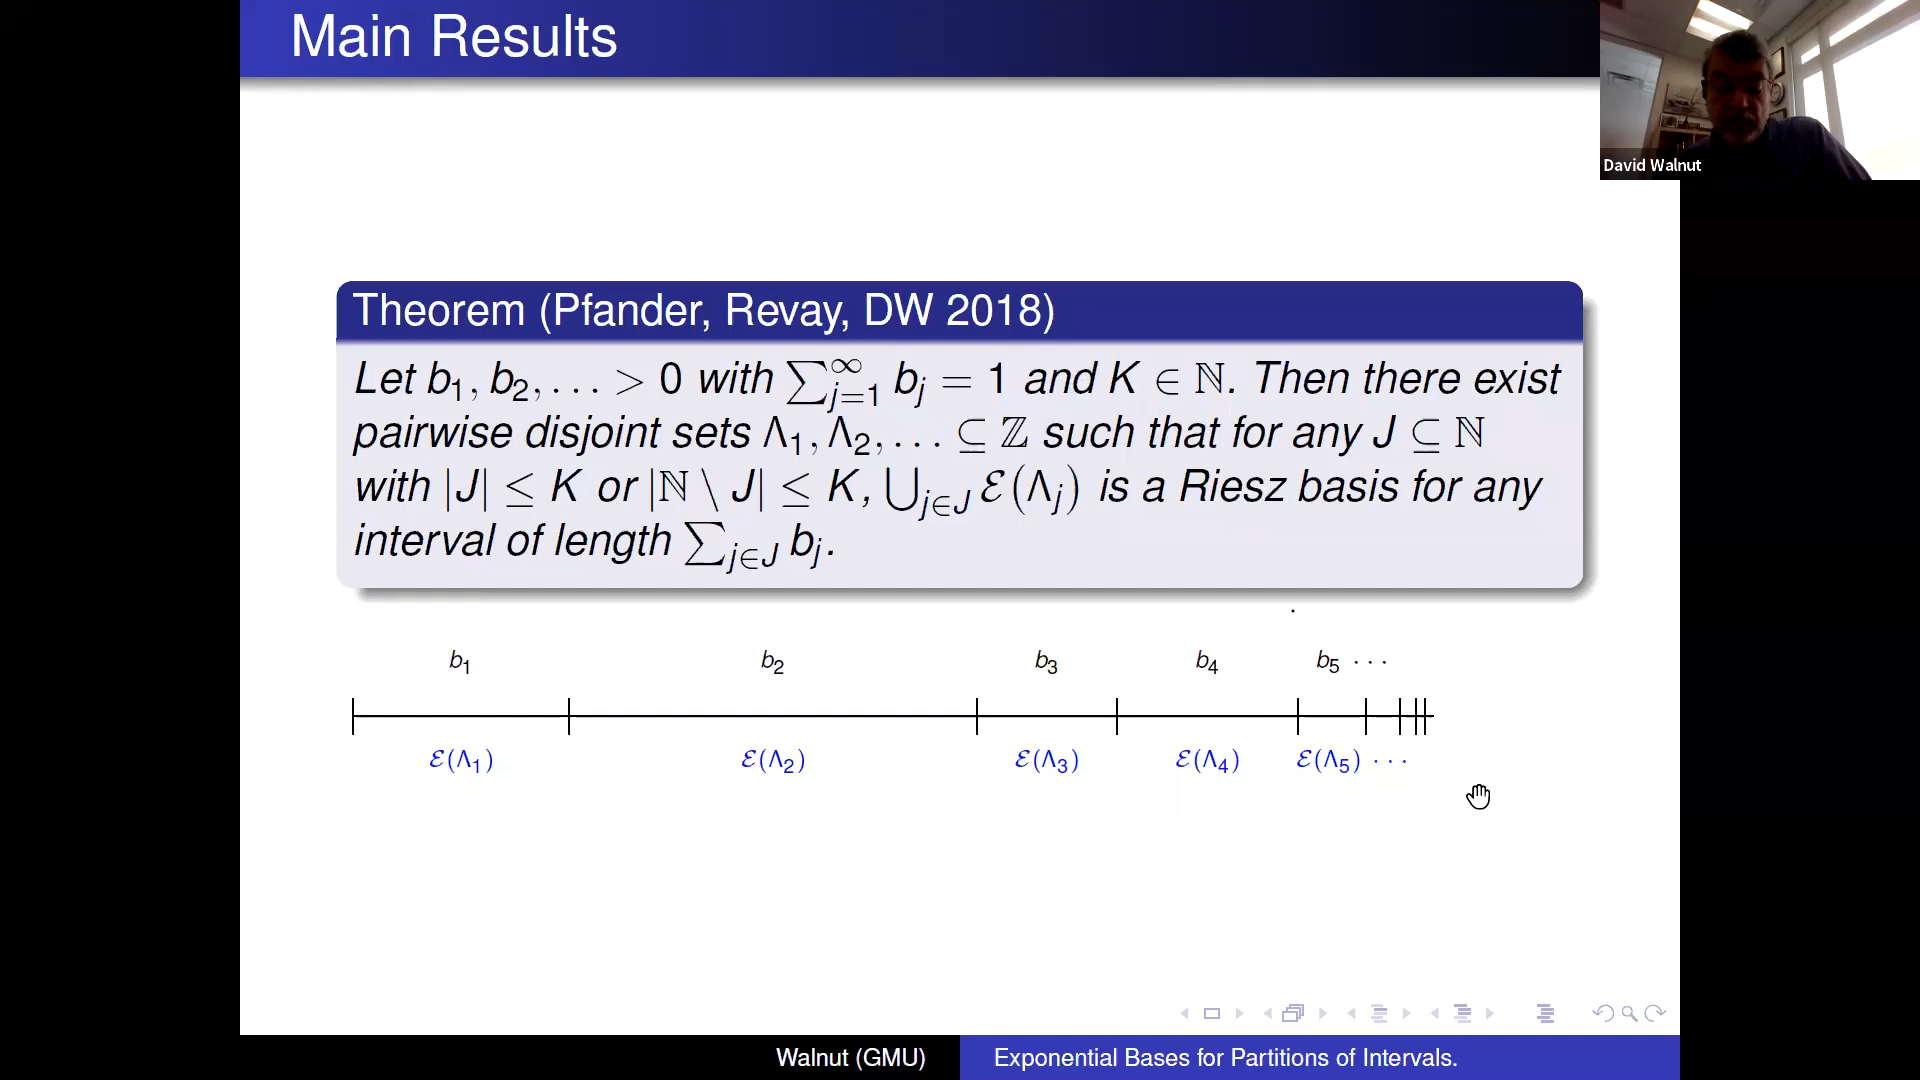 Main Results
David Walnut
Theorem (Pfander, Revay, DW 2018)
Let b₁, b₂, . . . > 0 with ∑_{j=1}^∞ b_j = 1 and K ∈ ℕ. Then there exist
pairwise disjoint sets Λ₁, Λ₂, . . . ⊆ ℤ such that for any J ⊆ ℕ
with |J| ≤ K or |ℕ \ J| ≤ K, ⋃_{j∈J} ℰ(Λ_j) is a Riesz basis for any
interval of length ∑_{j∈J} b_j.
b₁ b₂ b₃ b₄ b₅ · · ·
ℰ(Λ₁) ℰ(Λ₂) ℰ(Λ₃) ℰ(Λ₄) ℰ(Λ₅) · · ·
Walnut (GMU) Exponential Bases for Partitions of Intervals.